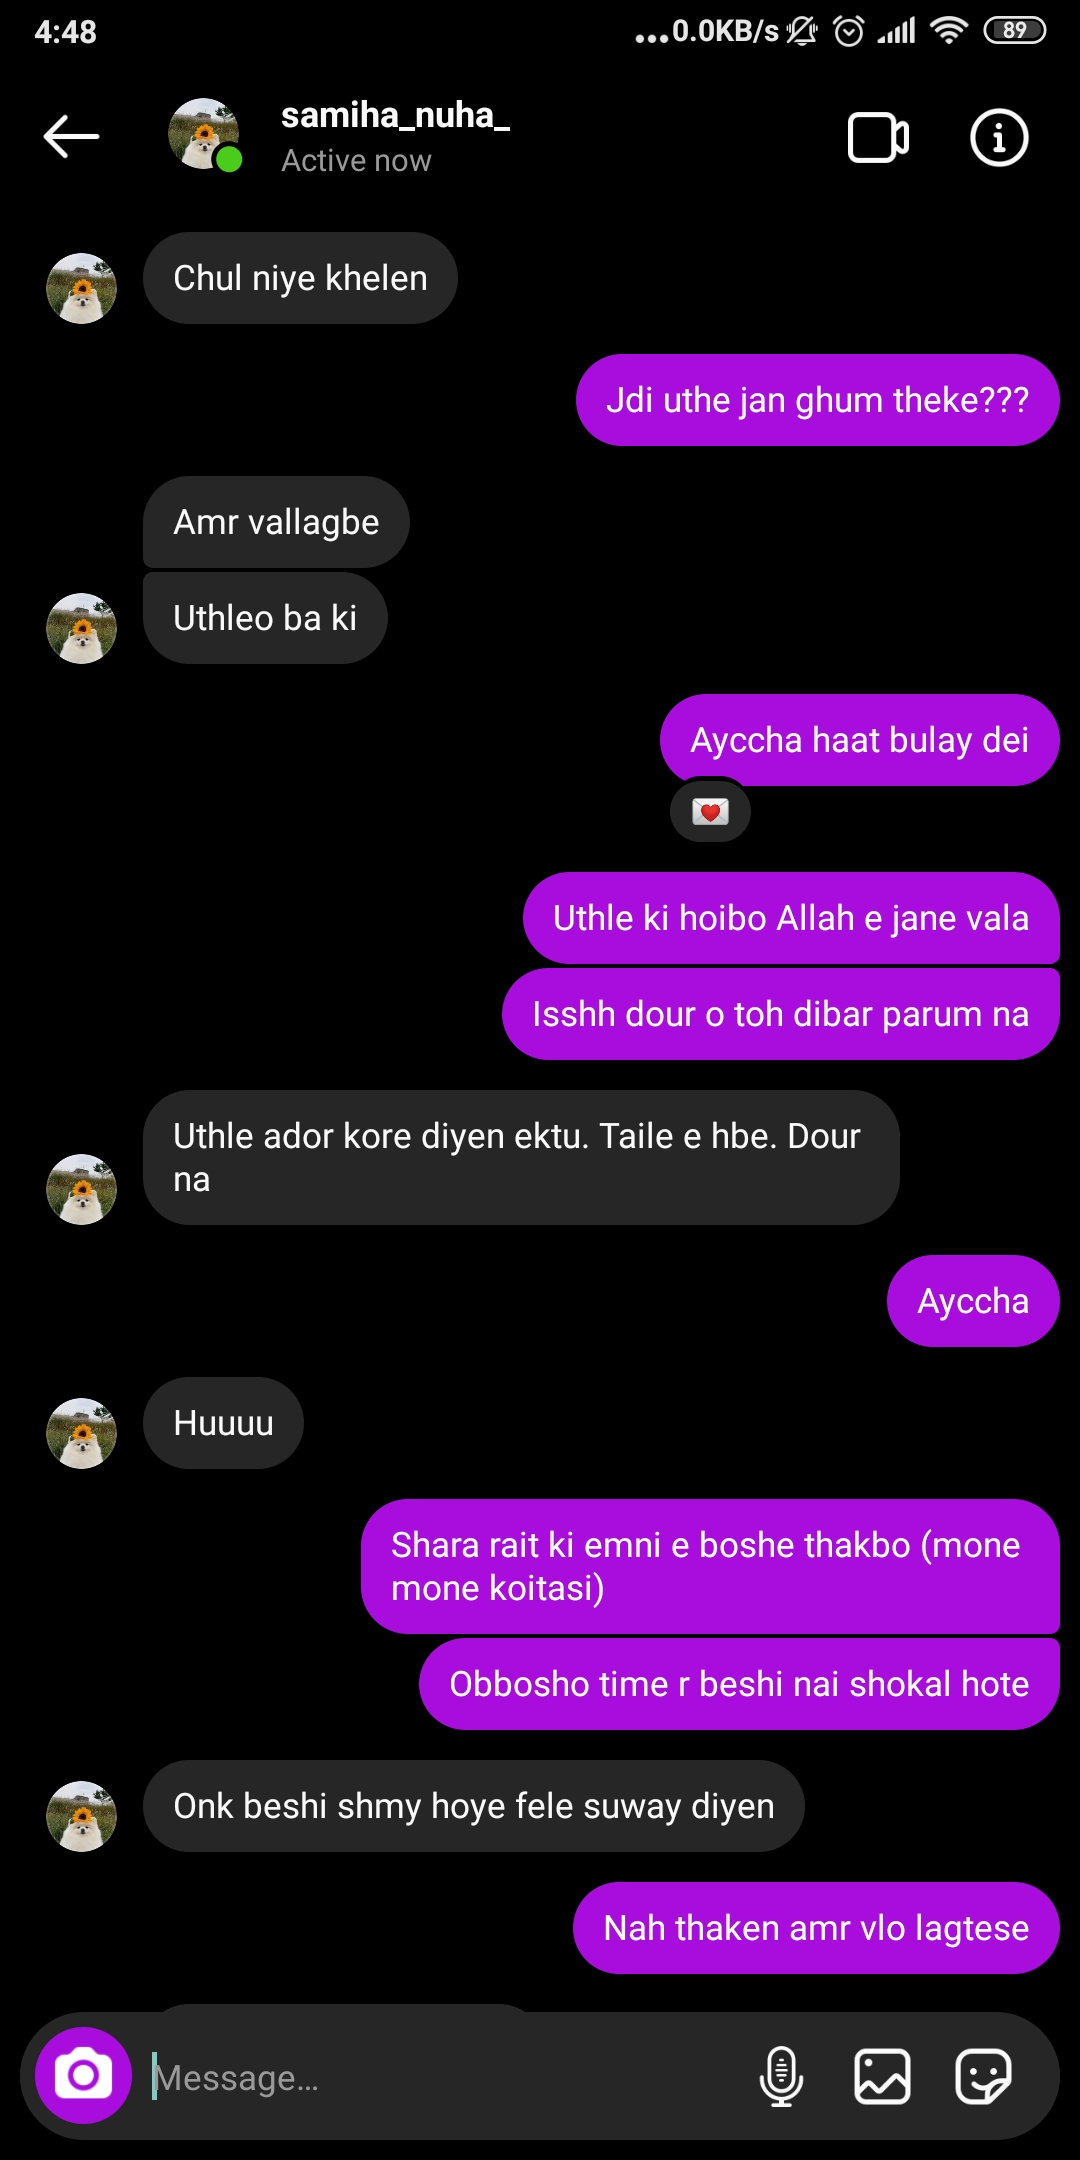 4:48
...0.0KB/s
89
samiha_nuha_
Active now
Chul niye khelen
Jdi uthe jan ghum theke???
Amr vallagbe
Uthleo ba ki
Ayccha haat bulay dei
Uthle ki hoibo Allah e jane vala
Isshh dour o toh dibar parum na
Uthle ador kore diyen ektu. Taile e hbe. Dour
na
Ayccha
Huuuu
Shara rait ki emni e boshe thakbo (mone
mone koitasi)
Obbosho time r beshi nai shokal hote
Onk beshi shmy hoye fele suway diyen
Nah thaken amr vlo lagtese
Message...